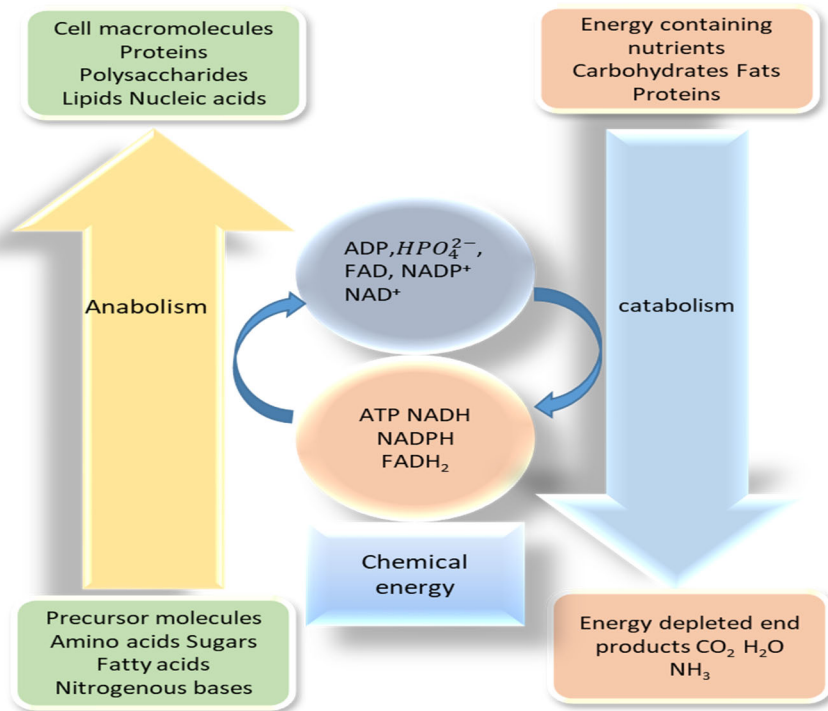 Cell macromolecules
Proteins
Polysaccharides
Lipids Nucleic acids
Energy containing
nutrients
Carbohydrates Fats
Proteins
Anabolism
ADP,HPO₄²⁻,
FAD, NADP⁺
NAD⁺
catabolism
ATP NADH
NADPH
FADH₂
Chemical
energy
Precursor molecules
Amino acids Sugars
Fatty acids
Nitrogenous bases
Energy depleted end
products CO₂ H₂O
NH₃